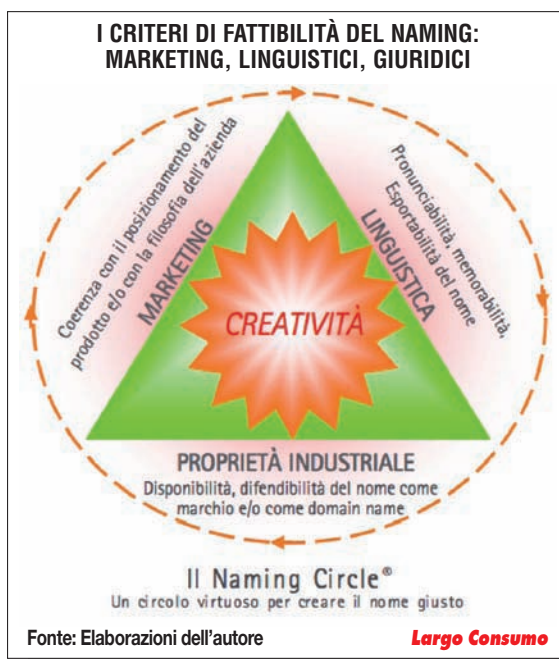 I CRITERI DI FATTIBILITÀ DEL NAMING:
MARKETING, LINGUISTICI, GIURIDICI
Coerenza con il posizionamento del
prodotto e/o con la filosofia dell'azienda
MARKETING
Pronunciabilità, memorabilità,
Esportabilità del nome
LINGUISTICA
CREATIVITÀ
PROPRIETÀ INDUSTRIALE
Disponibilità, difendibilità del nome come
marchio e/o come domain name
Il Naming Circle®
Un circolo virtuoso per creare il nome giusto
Fonte: Elaborazioni dell'autore
Largo Consumo